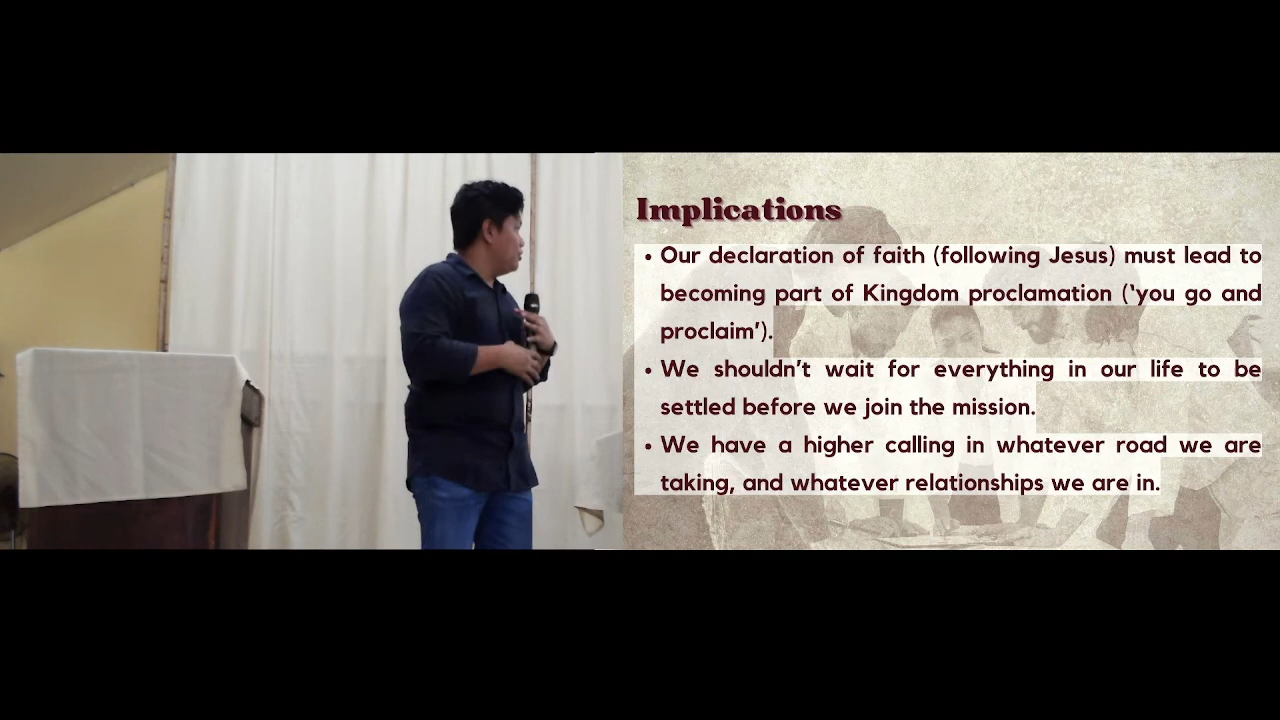 Implications
• Our declaration of faith (following Jesus) must lead to
becoming part of Kingdom proclamation (‘you go and
proclaim’).
• We shouldn’t wait for everything in our life to be
settled before we join the mission.
• We have a higher calling in whatever road we are
taking, and whatever relationships we are in.